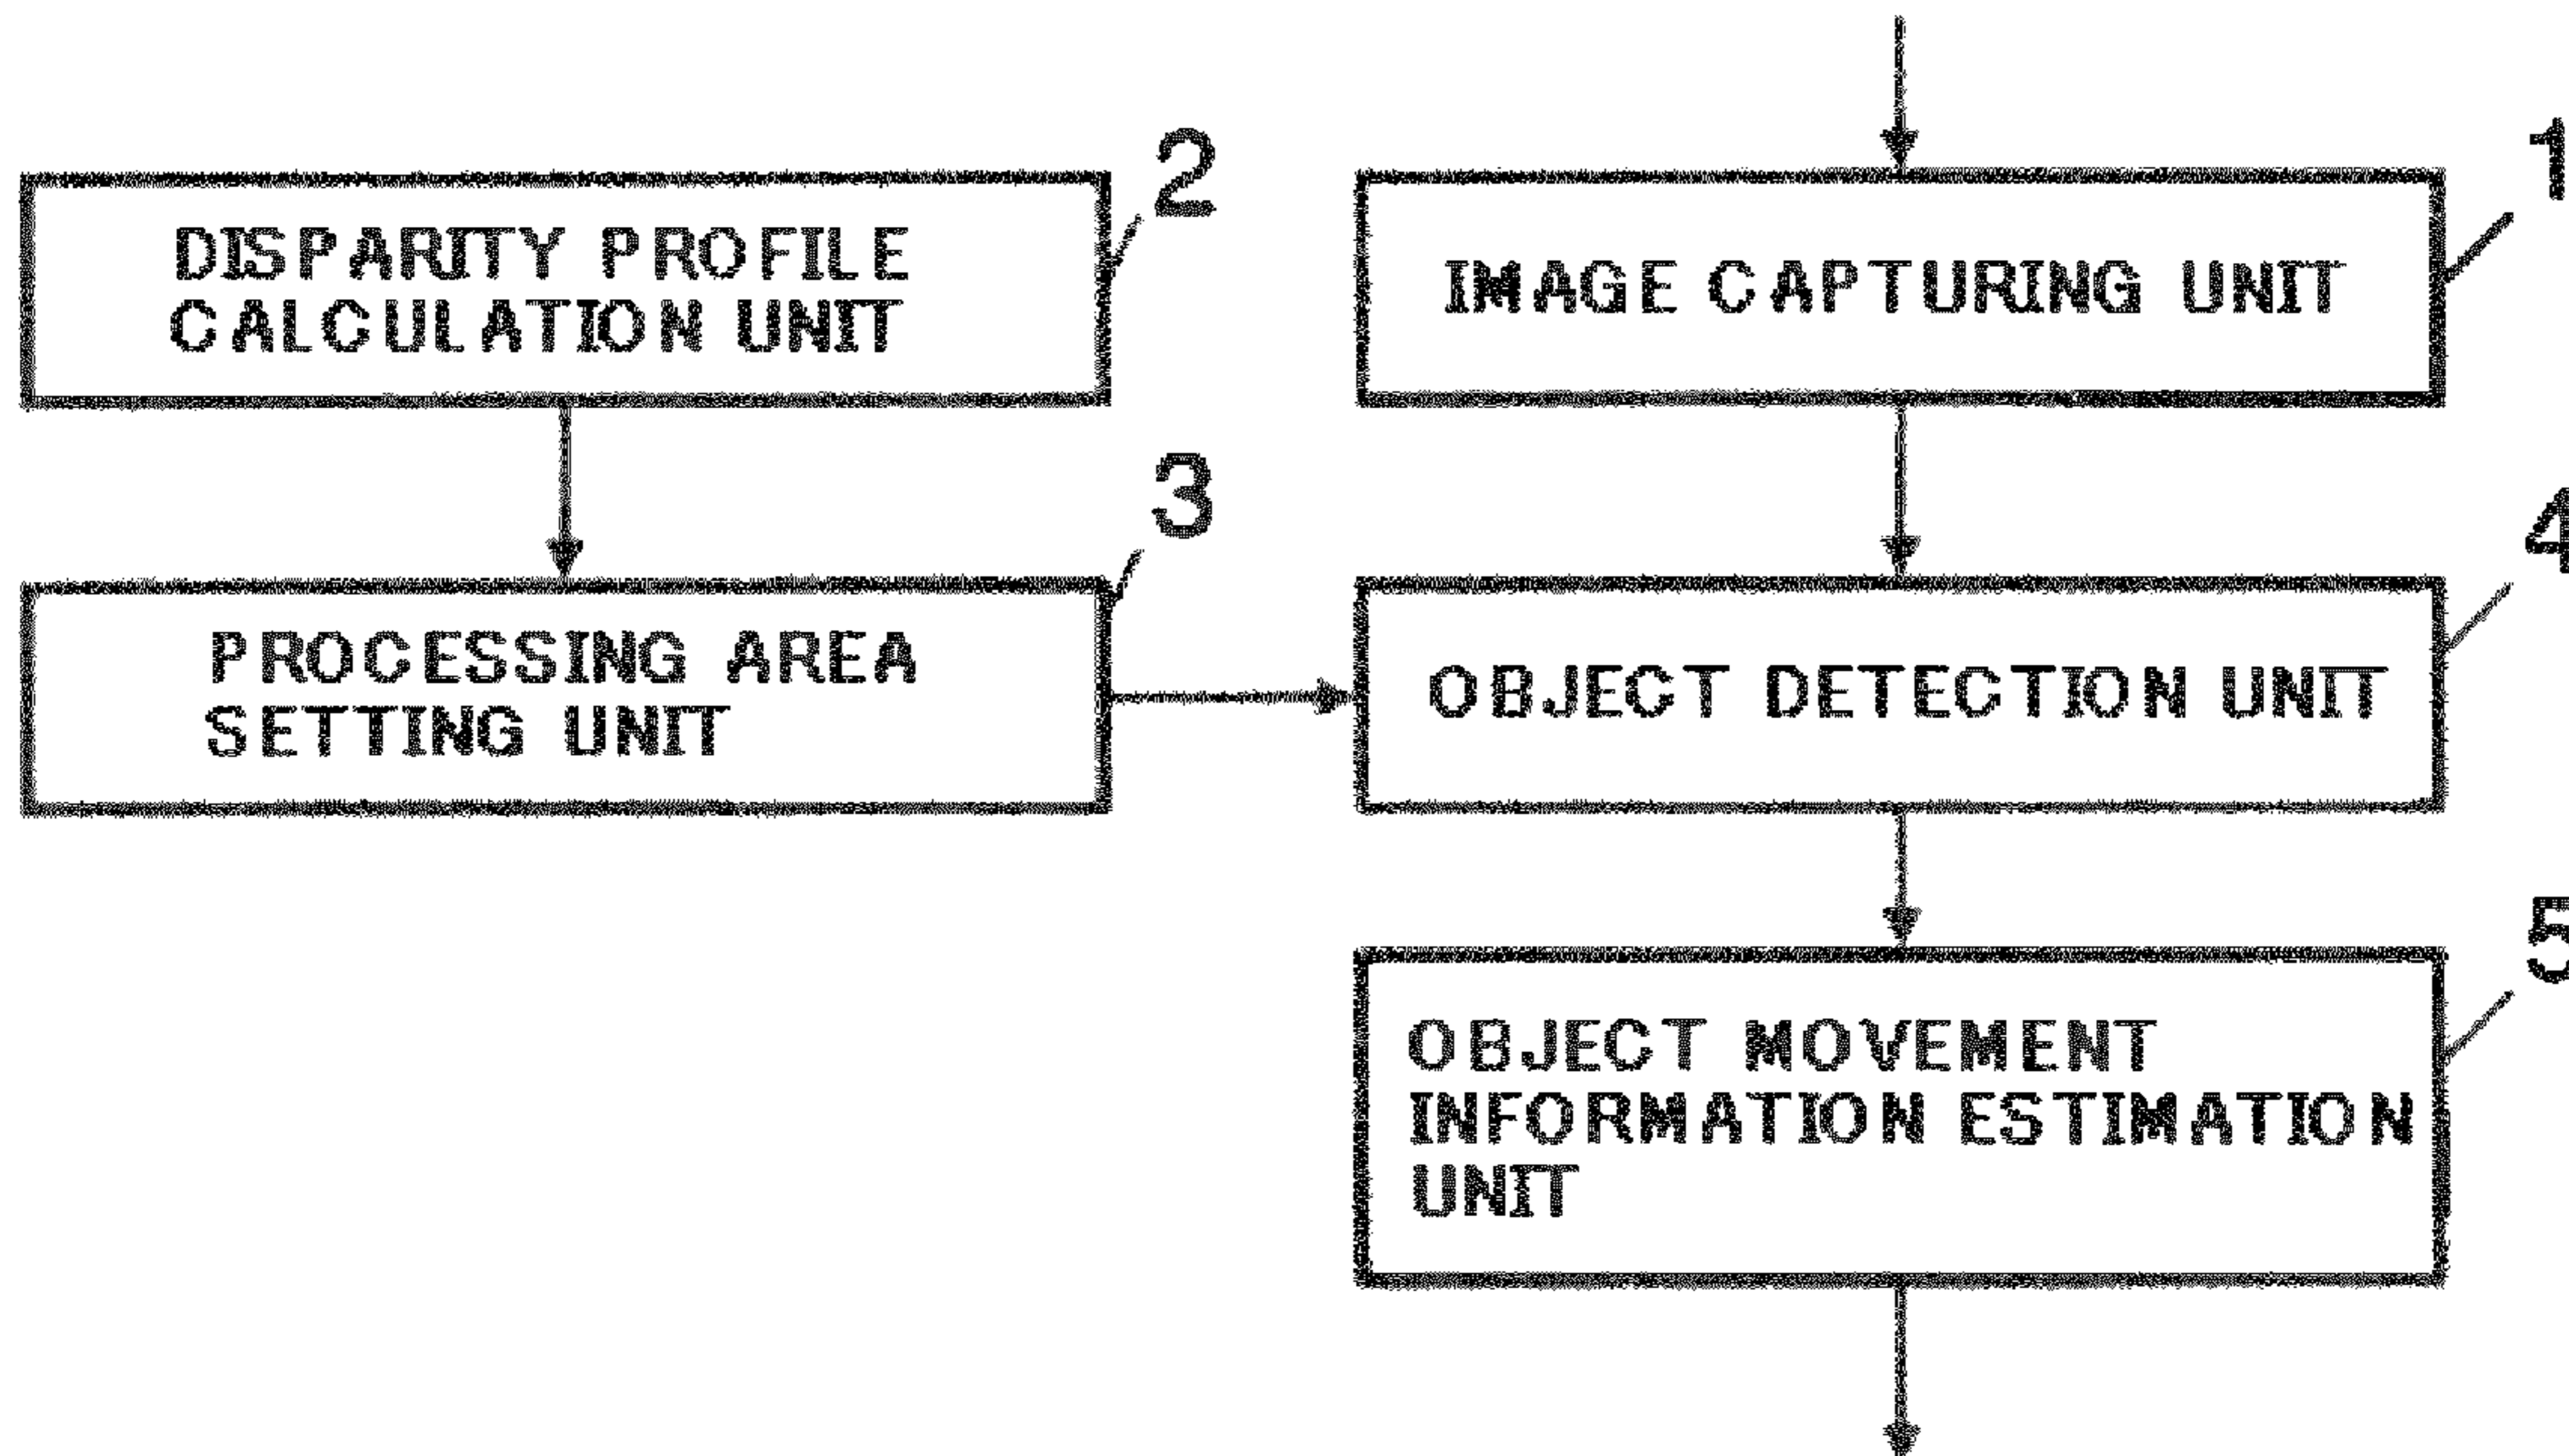 2
DISPARITY PROFILE
CALCULATION UNIT
1
IMAGE CAPTURING UNIT
3
PROCESSING AREA
SETTING UNIT
4
OBJECT DETECTION UNIT
5
OBJECT MOVEMENT
INFORMATION ESTIMATION
UNIT